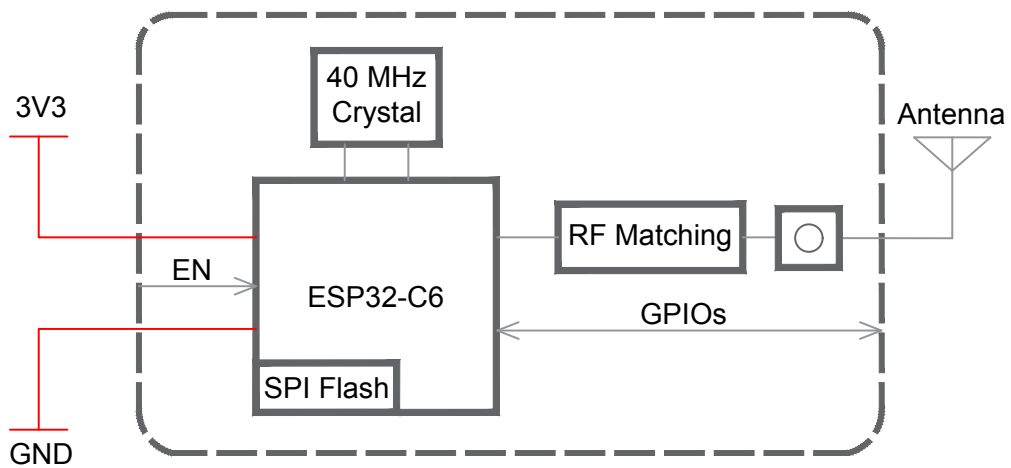 40 MHz
Crystal
3V3
Antenna
RF Matching
EN
ESP32-C6
GPIOs
SPI Flash
GND